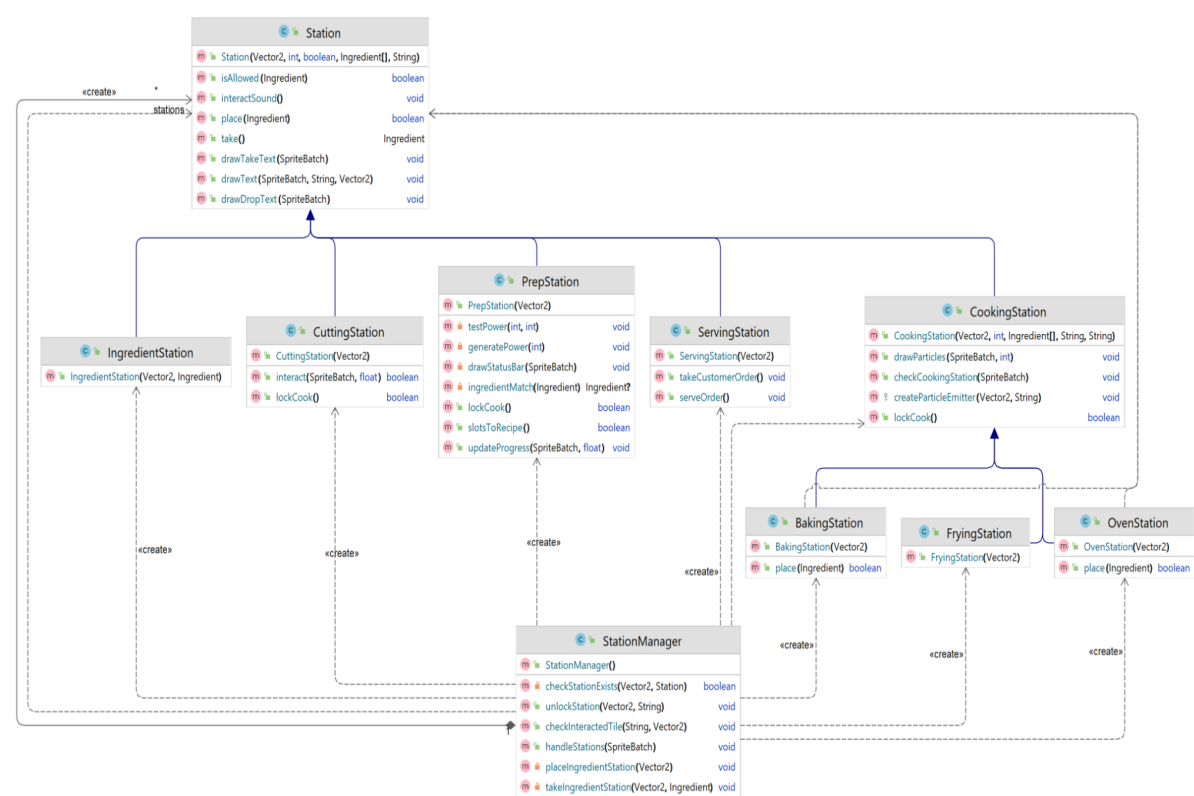 Station
Station(Vector2, int, boolean, Ingredient[], String)
isAllowed(Ingredient) boolean
interactSound() void
place(Ingredient) boolean
take() Ingredient
drawTakeText(SpriteBatch) void
drawText(SpriteBatch, String, Vector2) void
drawDropText(SpriteBatch) void
«create» *
stations
IngredientStation
IngredientStation(Vector2, Ingredient)
CuttingStation
CuttingStation(Vector2)
interact(SpriteBatch, float) boolean
lockCook() boolean
PrepStation
PrepStation(Vector2)
testPower(int, int) void
generatePower(int) void
drawStatusBar(SpriteBatch) void
ingredientMatch(Ingredient) Ingredient?
lockCook() boolean
slotsToRecipe() boolean
updateProgress(SpriteBatch, float) void
ServingStation
ServingStation(Vector2)
takeCustomerOrder() void
serveOrder() void
CookingStation
CookingStation(Vector2, int, Ingredient[], String, String)
drawParticles(SpriteBatch, int) void
checkCookingStation(SpriteBatch) void
createParticleEmitter(Vector2, String) void
lockCook() boolean
BakingStation
BakingStation(Vector2)
place(Ingredient) boolean
FryingStation
FryingStation(Vector2)
OvenStation
OvenStation(Vector2)
place(Ingredient) boolean
«create»
«create»
«create»
«create»
«create»
«create»
«create»
1
StationManager
StationManager()
checkStationExists(Vector2, Station) boolean
unlockStation(Vector2, String) void
checkInteractedTile(String, Vector2) void
handleStations(SpriteBatch) void
placeIngredientStation(Vector2) void
takeIngredientStation(Vector2, Ingredient) void